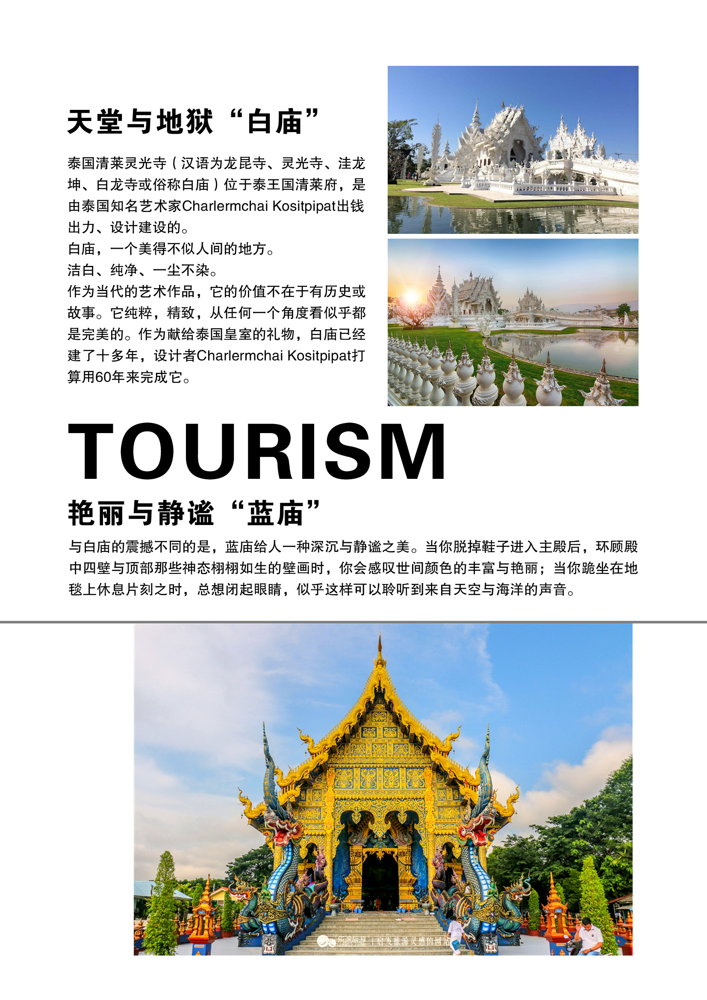 天堂与地狱“白庙”
泰国清莱灵光寺（汉语为龙昆寺、灵光寺、洼龙
坤、白龙寺或俗称白庙）位于泰王国清莱府，是
由泰国知名艺术家Charlermchai Kositpipat出钱
出力、设计建设的。
白庙，一个美得不似人间的地方。
洁白、纯净、一尘不染。
作为当代的艺术作品，它的价值不在于有历史或
故事。它纯粹，精致，从任何一个角度看似乎都
是完美的。作为献给泰国皇室的礼物，白庙已经
建了十多年，设计者Charlermchai Kositpipat打
算用60年来完成它。
TOURISM
艳丽与静谧“蓝庙”
与白庙的震撼不同的是，蓝庙给人一种深沉与静谧之美。当你脱掉鞋子进入主殿后，环顾殿
中四壁与顶部那些神态栩栩如生的壁画时，你会感叹世间颜色的丰富与艳丽；当你跪坐在地
毯上休息片刻之时，总想闭起眼睛，似乎这样可以聆听到来自天空与海洋的声音。
乐途旅游 | 启发旅游灵感的网站